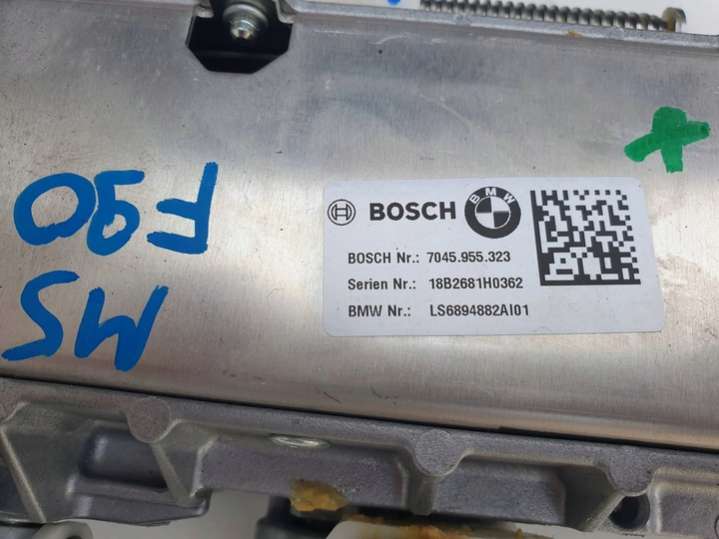 BOSCH BMW
BOSCH Nr.: 7045.955.323
Serien Nr.: 18B2681H0362
BMW Nr.: LS6894882AI01
F90
M5